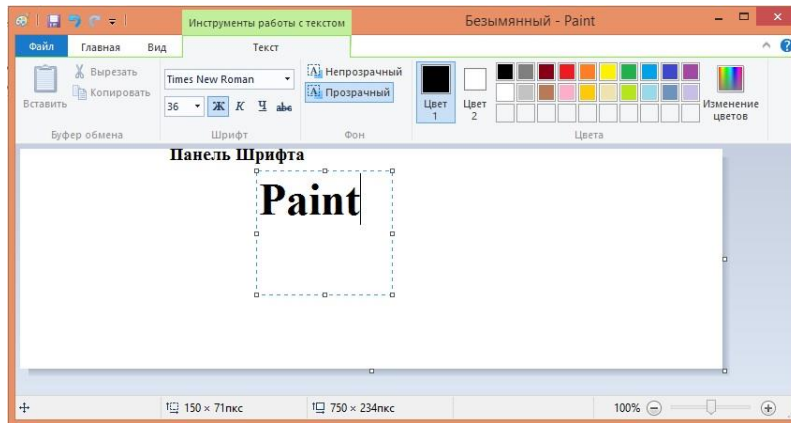 Инструменты работы с текстом
Безымянный - Paint
Файл Главная Вид Текст
Вставить
Вырезать
Копировать
Буфер обмена
Times New Roman
36 Ж К Ч abc
Шрифт
Непрозрачный
Прозрачный
Фон
Цвет 1
Цвет 2
Изменение цветов
Цвета
Панель Шрифта
Paint
150 × 71пкс
750 × 234пкс
100%